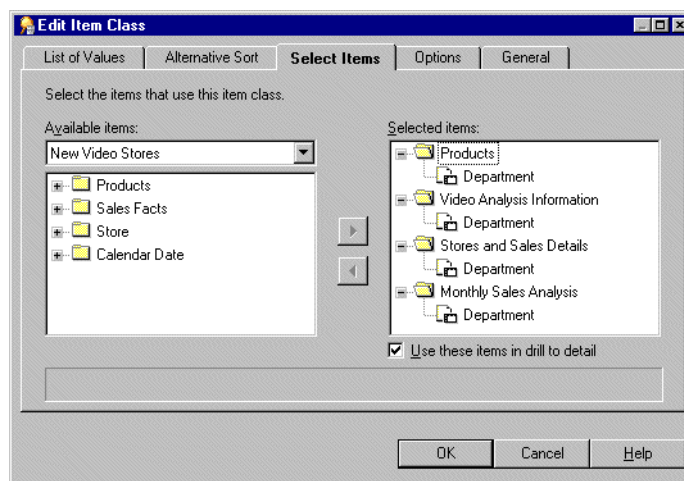 Edit Item Class
List of Values
Alternative Sort
Select Items
Options
General
Select the items that use this item class.
Available items:
New Video Stores
Products
Sales Facts
Store
Calendar Date
Selected items:
Products
Department
Video Analysis Information
Department
Stores and Sales Details
Department
Monthly Sales Analysis
Department
Use these items in drill to detail
OK
Cancel
Help